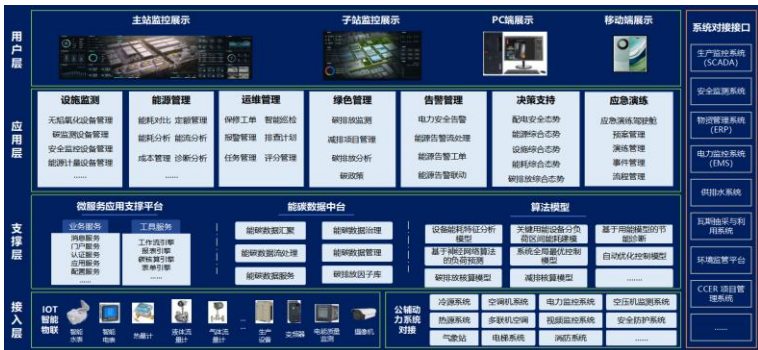 用户层
主站监控展示
子站监控展示
PC端展示
移动端展示
应用层
设施监测
无焰氧化设备管理
碳监测设备管理
安全监控设备管理
能源计量设备管理
......
能源管理
能耗对比 定额管理
能耗分析 能流分析
成本管理 诊断分析
......
运维管理
保修工单 智能巡检
报警管理 排查计划
任务管理 评分管理
绿色管理
碳排放监测
减排项目管理
碳排放分析
碳政策
告警管理
电力安全告警
能源告警流处理
能源告警工单
能源告警联动
决策支持
配电安全态势
能源综合态势
设施综合态势
能耗综合态势
碳排放综合态势
应急演练
应急演练驾驶舱
预案管理
演练管理
事件管理
流程管理
支撑层
微服务应用支撑平台
业务服务
消息服务
门户服务
认证服务
应用服务
配置服务
......
工具服务
工作流引擎
报表引擎
碳核算引擎
表单引擎
......
能碳数据中台
能碳数据汇聚
能碳数据治理
能碳数据流处理
能碳数据管理
能碳数据服务
碳排放因子库
算法模型
设备能耗特征分析
模型
关键用能设备分负
荷区间能耗建模
基于用能模型的节
能诊断
基于神经网络算法
的负荷预测
系统全局最优控制
模型
自动优化控制模型
碳排放核算模型
减排核算模型
.......
接入层
IOT
智能
物联
智能
水表
智能
电表
热量计
液体流
量计
气体流
量计
...
生产
设备
变频器
电能质量
监测
摄像机
公辅动
力系统
对接
冷源系统
空调机系统
电力监控系统
空压机监测系统
热源系统
多联机空调
视频监控系统
安全防护系统
气象站
电梯系统
消防系统
.......
系统对接接口
生产监控系统
(SCADA)
安全监测系统
物资管理系统
(ERP)
电力监控系统
(EMS)
供排水系统
瓦斯抽采与利
用系统
环境监管平台
CCER 项目管
理系统
......